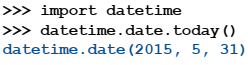 >>> import datetime
>>> datetime.date.today()
datetime.date(2015, 5, 31)